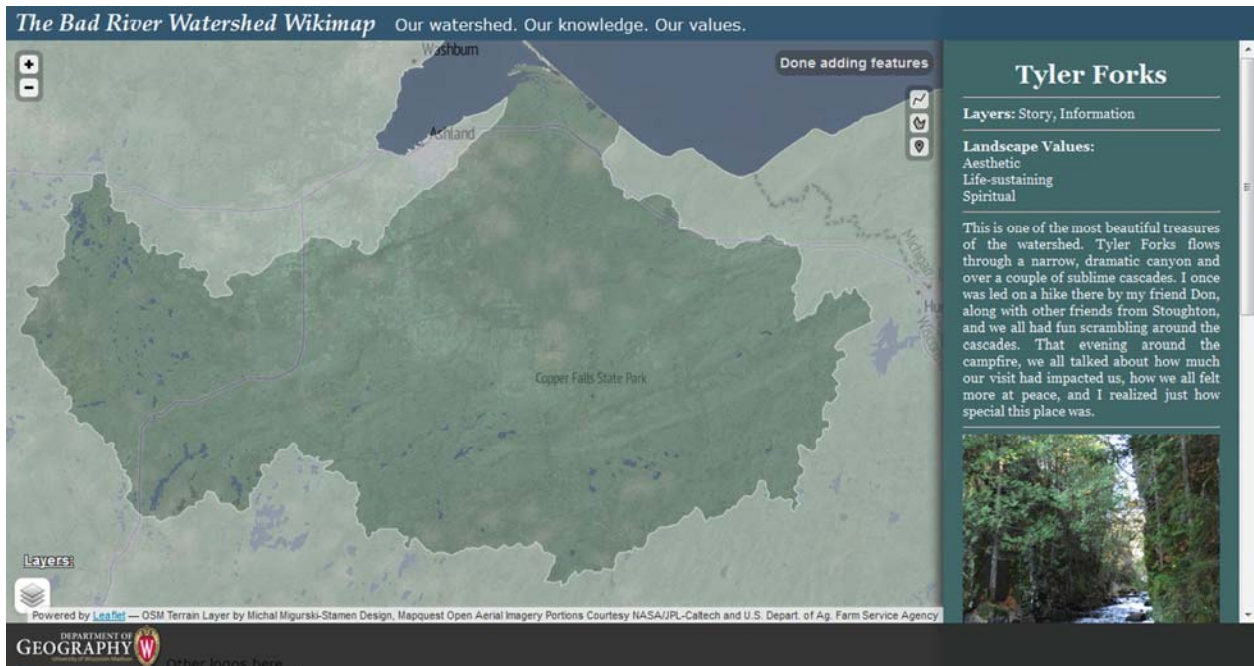 The Bad River Watershed Wikimap Our watershed. Our knowledge. Our values.
Washburn
+
−
Done adding features
Ashland
Michigan
Copper Falls State Park
Layers:
Powered by Leaflet — OSM Terrain Layer by Michal Migurski-Stamen Design, Mapquest Open Aerial Imagery Portions Courtesy NASA/JPL-Caltech and U.S. Depart. of Ag. Farm Service Agency
Tyler Forks
Layers: Story, Information
Landscape Values:
Aesthetic
Life-sustaining
Spiritual
This is one of the most beautiful treasures
of the watershed. Tyler Forks flows
through a narrow, dramatic canyon and
over a couple of sublime cascades. I once
was led on a hike there by my friend Don,
along with other friends from Stoughton,
and we all had fun scrambling around the
cascades. That evening around the
campfire, we all talked about how much
our visit had impacted us, how we all felt
more at peace, and I realized just how
special this place was.
DEPARTMENT OF
GEOGRAPHY
University of Wisconsin-Madison
W
Other logos here